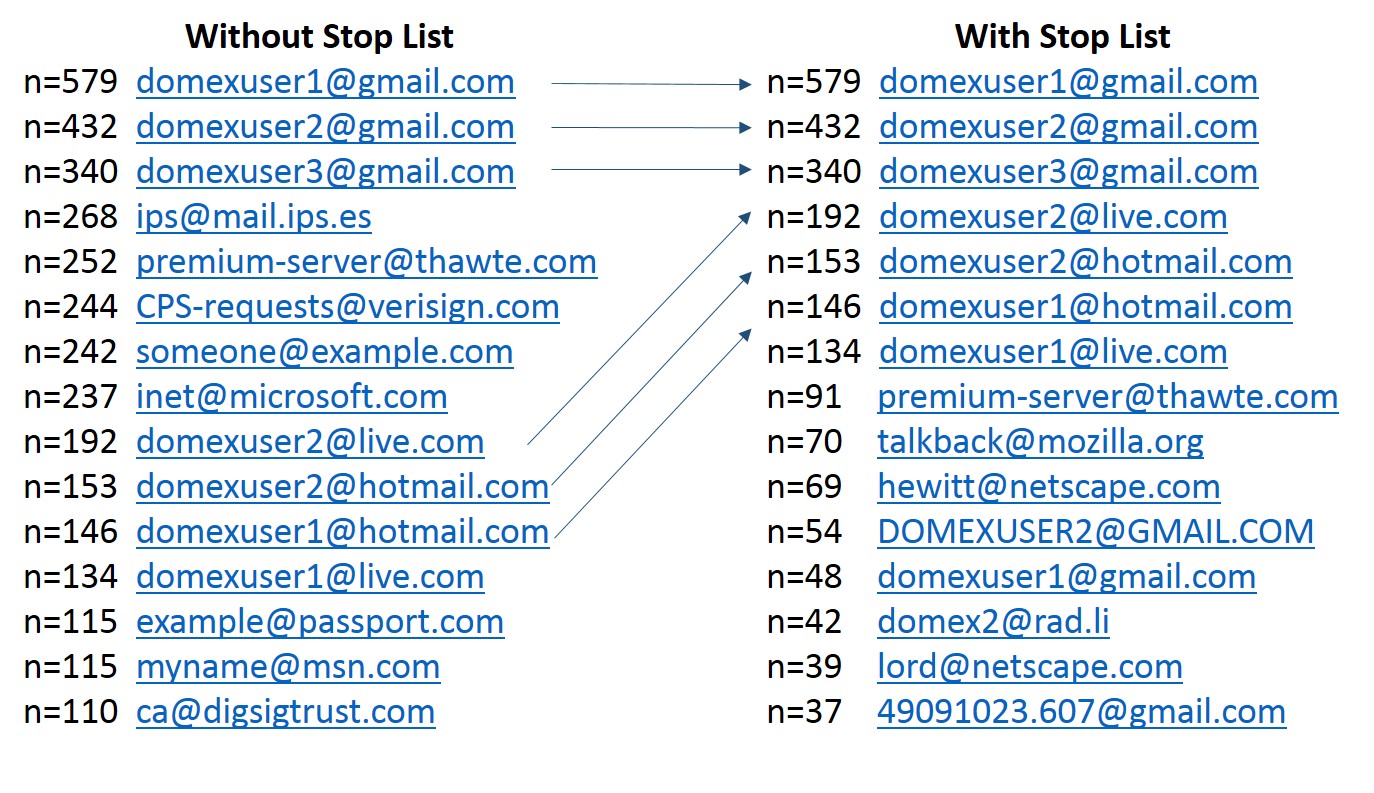 Without Stop List
n=579 domexuser1@gmail.com
n=432 domexuser2@gmail.com
n=340 domexuser3@gmail.com
n=268 ips@mail.ips.es
n=252 premium-server@thawte.com
n=244 CPS-requests@verisign.com
n=242 someone@example.com
n=237 inet@microsoft.com
n=192 domexuser2@live.com
n=153 domexuser2@hotmail.com
n=146 domexuser1@hotmail.com
n=134 domexuser1@live.com
n=115 example@passport.com
n=115 myname@msn.com
n=110 ca@digsigtrust.com
With Stop List
n=579 domexuser1@gmail.com
n=432 domexuser2@gmail.com
n=340 domexuser3@gmail.com
n=192 domexuser2@live.com
n=153 domexuser2@hotmail.com
n=146 domexuser1@hotmail.com
n=134 domexuser1@live.com
n=91 premium-server@thawte.com
n=70 talkback@mozilla.org
n=69 hewitt@netscape.com
n=54 DOMEXUSER2@GMAIL.COM
n=48 domexuser1@gmail.com
n=42 domex2@rad.li
n=39 lord@netscape.com
n=37 49091023.607@gmail.com